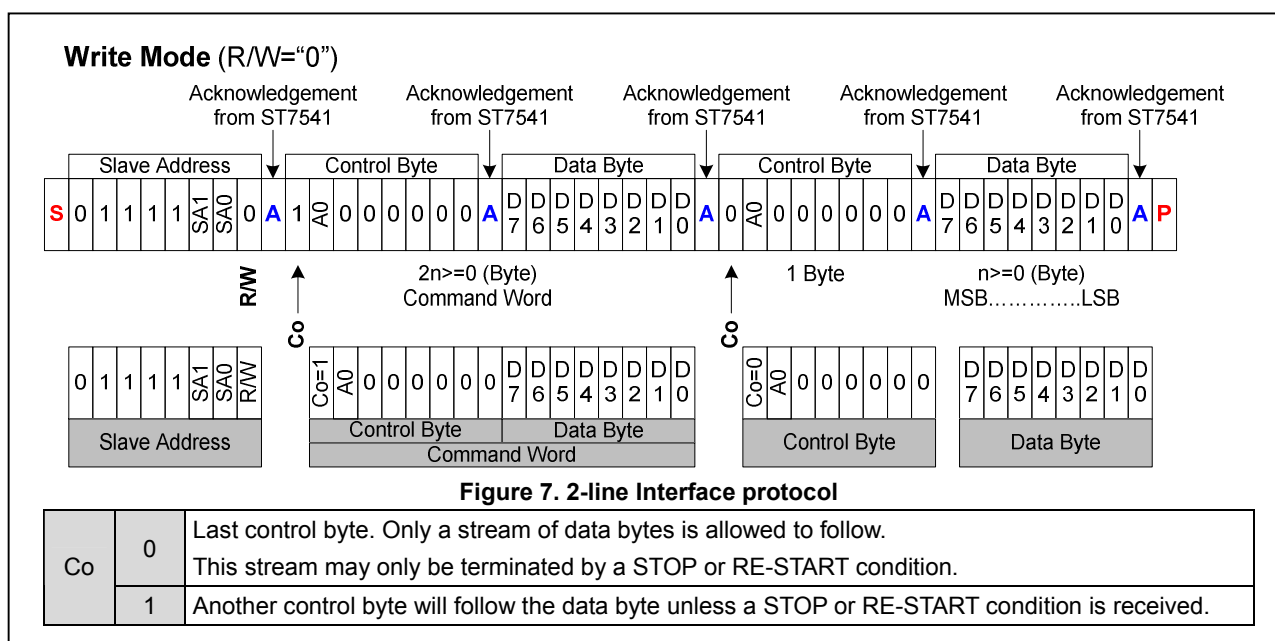 Write Mode (R/W=“0”)
Acknowledgement from ST7541 Acknowledgement from ST7541 Acknowledgement from ST7541 Acknowledgement from ST7541 Acknowledgement from ST7541
Slave Address Control Byte Data Byte Control Byte Data Byte
S 0 1 1 1 1 SA1 SA0 0 A 1 A0 0 0 0 0 0 0 A D7 D6 D5 D4 D3 D2 D1 D0 A 0 A0 0 0 0 0 0 0 A D7 D6 D5 D4 D3 D2 D1 D0 A P
R/W Co 2n>=0 (Byte) Co 1 Byte n>=0 (Byte)
Command Word MSB…………..LSB
0 1 1 1 1 SA1 SA0 R/W Co=1 A0 0 0 0 0 0 0 D7 D6 D5 D4 D3 D2 D1 D0 Co=0 A0 0 0 0 0 0 0 D7 D6 D5 D4 D3 D2 D1 D0
Slave Address Control Byte Data Byte Control Byte Data Byte
Command Word
Figure 7. 2-line Interface protocol
Co 0 Last control byte. Only a stream of data bytes is allowed to follow.
This stream may only be terminated by a STOP or RE-START condition.
1 Another control byte will follow the data byte unless a STOP or RE-START condition is received.